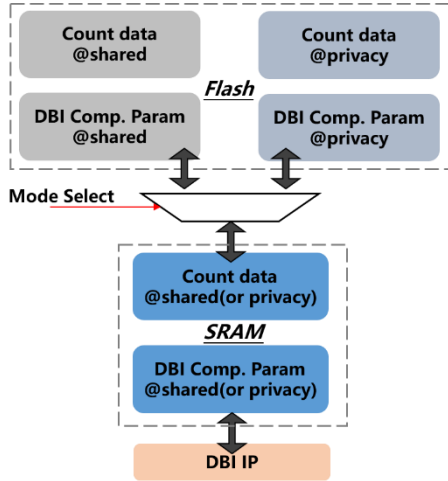 Count data
@shared
Count data
@privacy
Flash
DBI Comp. Param
@shared
DBI Comp. Param
@privacy
Mode Select
Count data
@shared(or privacy)
SRAM
DBI Comp. Param
@shared(or privacy)
DBI IP